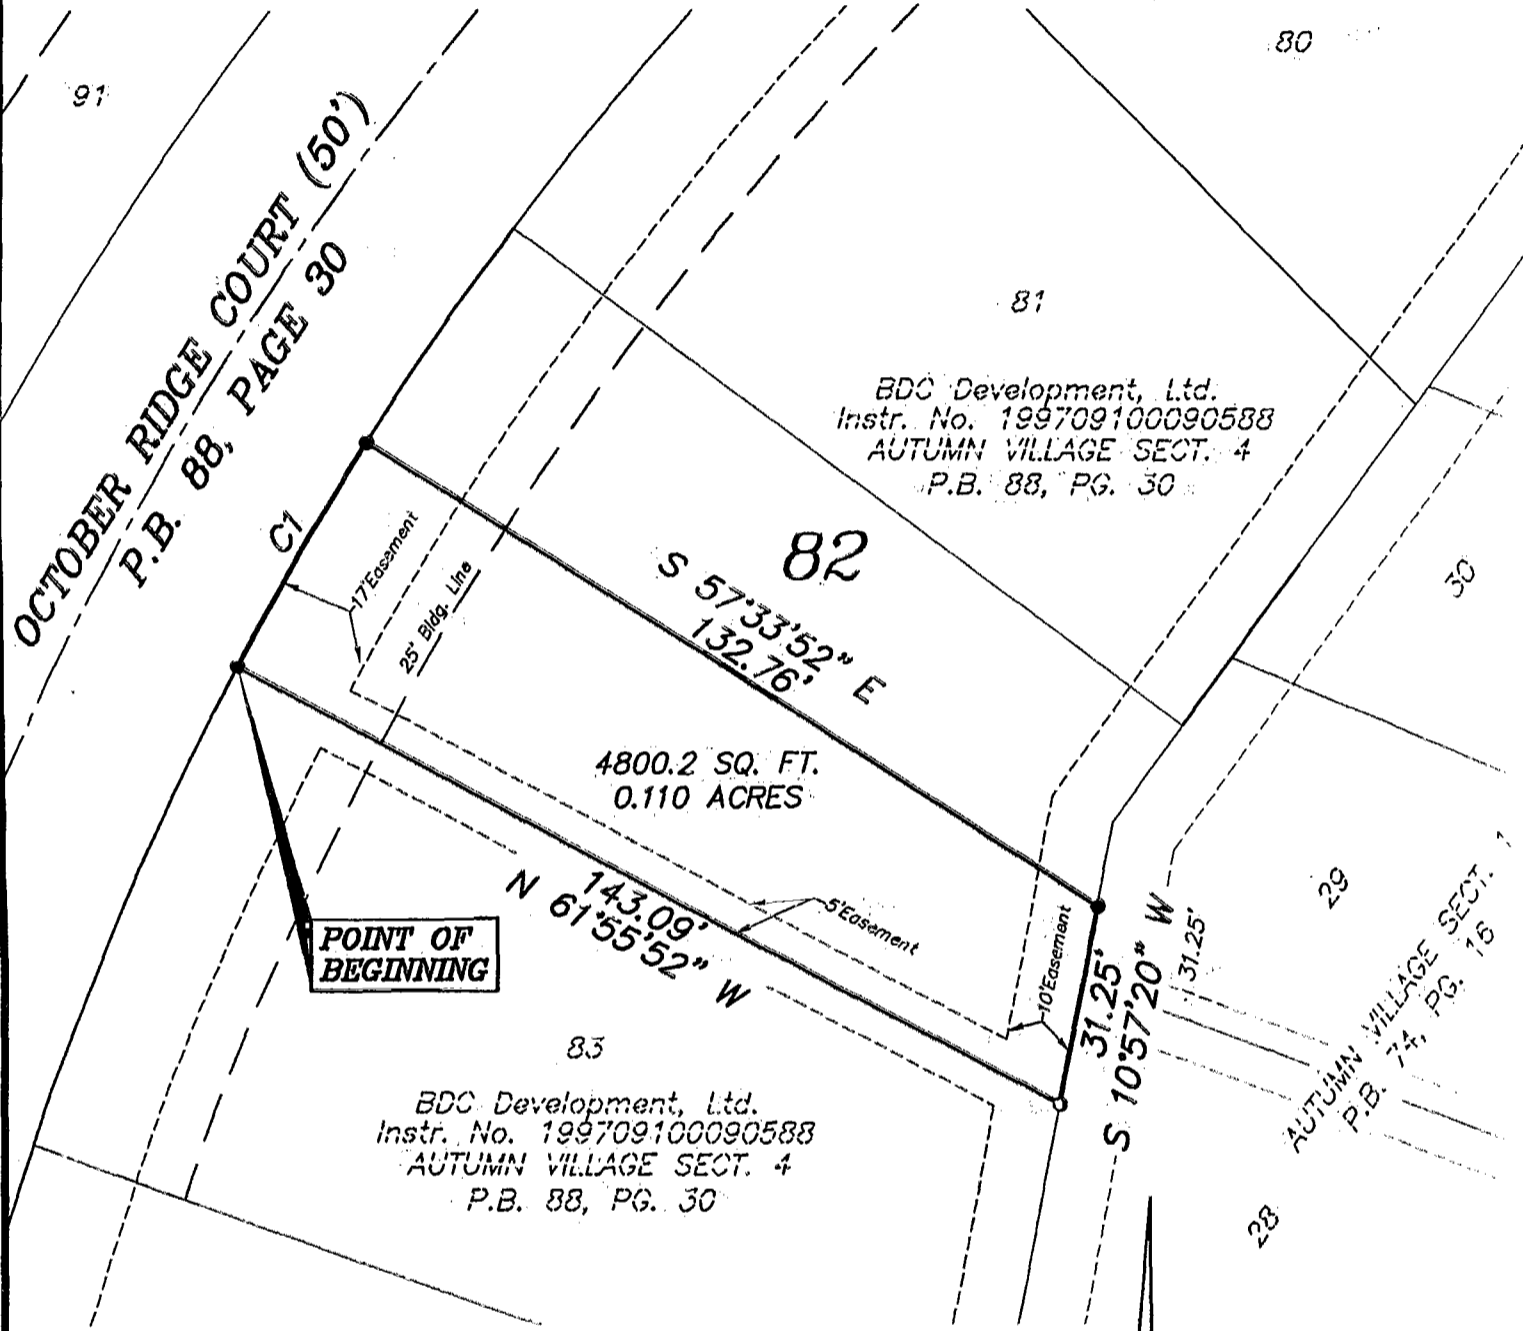 80
91
OCTOBER RIDGE COURT (50')
P.B. 88, PAGE 30
81
BDC Development, Ltd.
Instr. No. 199709100090588
AUTUMN VILLAGE SECT. 4
P.B. 88, PG. 30
C1
17'Easement
25' Bldg. Line
82
S 57°33'52" E
132.76'
30
4800.2 SQ. FT.
0.110 ACRES
143.09'
N 61°55'52" W
5'Easement
10'Easement
31.25'
S 10°57'20" W
31.25'
29
AUTUMN VILLAGE SECT. 1
P.B. 74, PG. 16
POINT OF
BEGINNING
83
BDC Development, Ltd.
Instr. No. 199709100090588
AUTUMN VILLAGE SECT. 4
P.B. 88, PG. 30
28